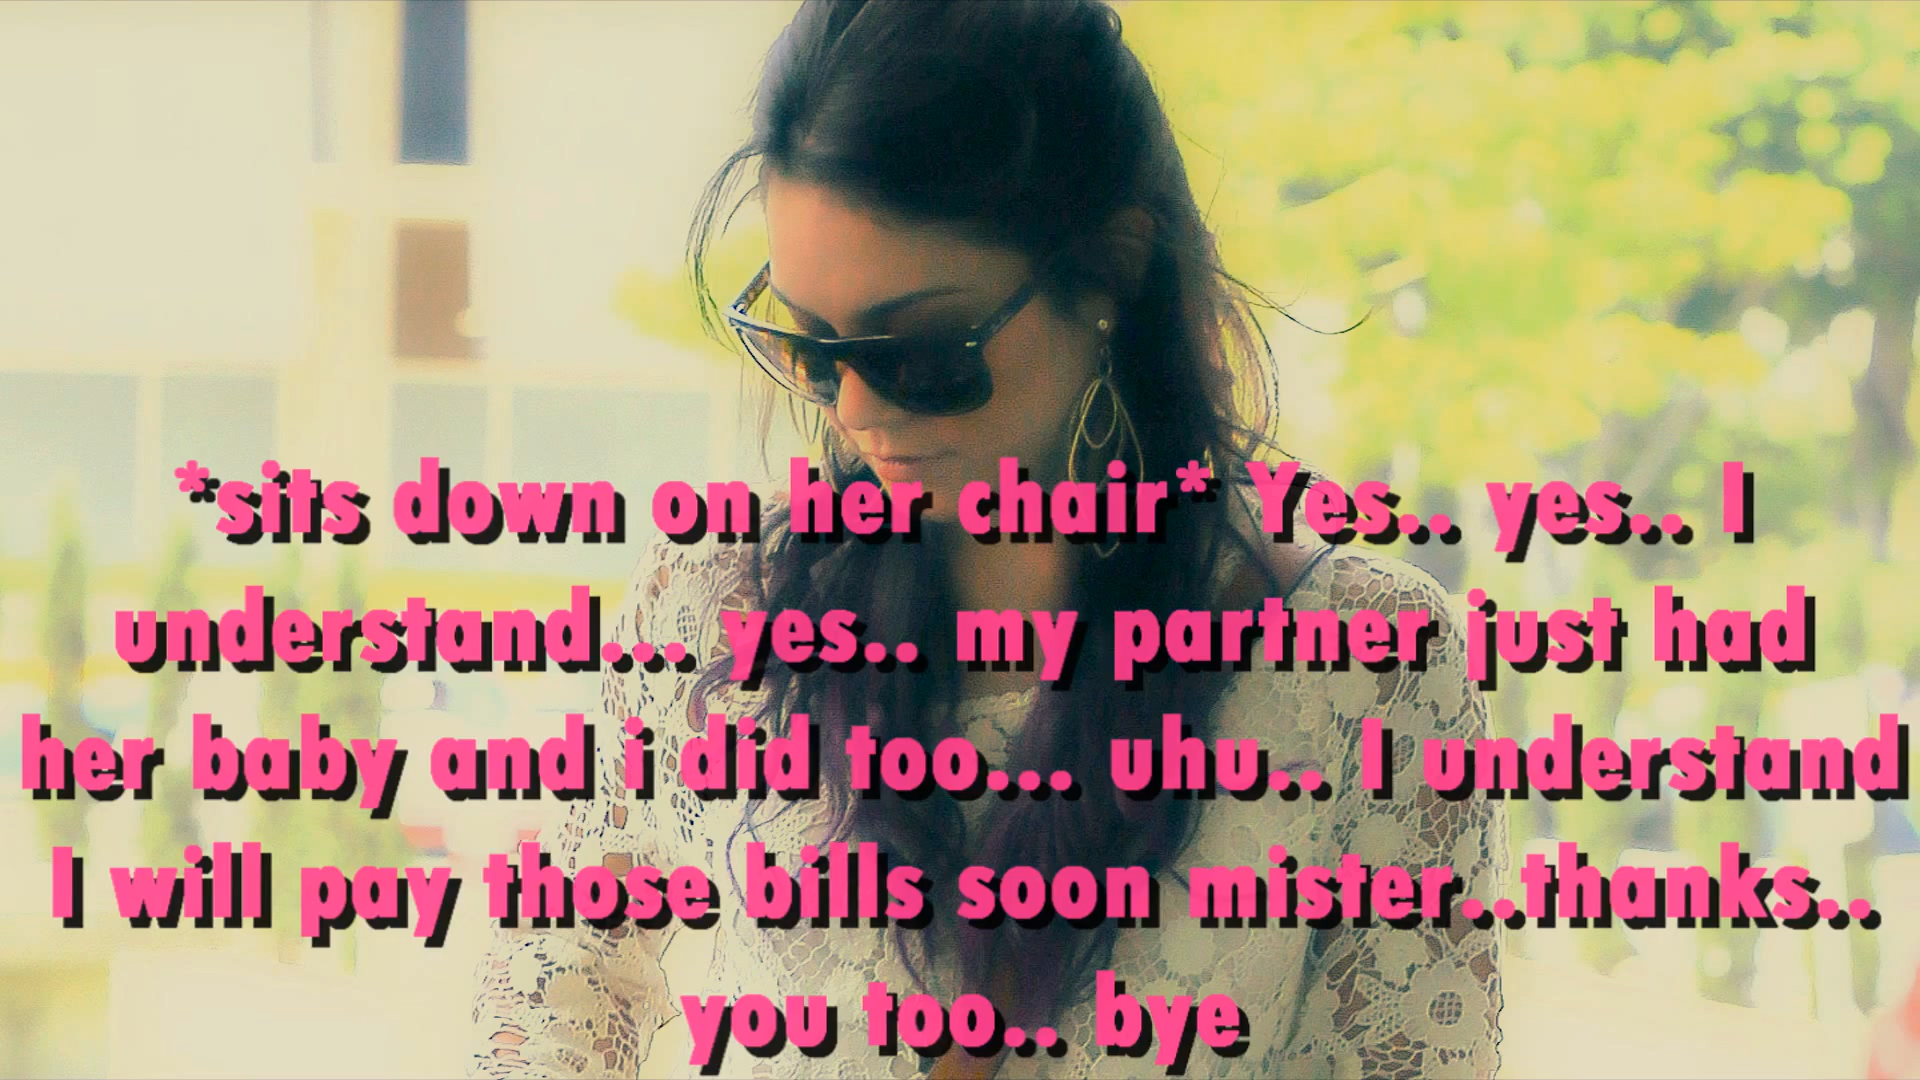 *sits down on her chair* Yes.. yes.. I
understand... yes.. my partner just had
her baby and i did too... uhu.. I understand
I will pay those bills soon mister..thanks..
you too.. bye